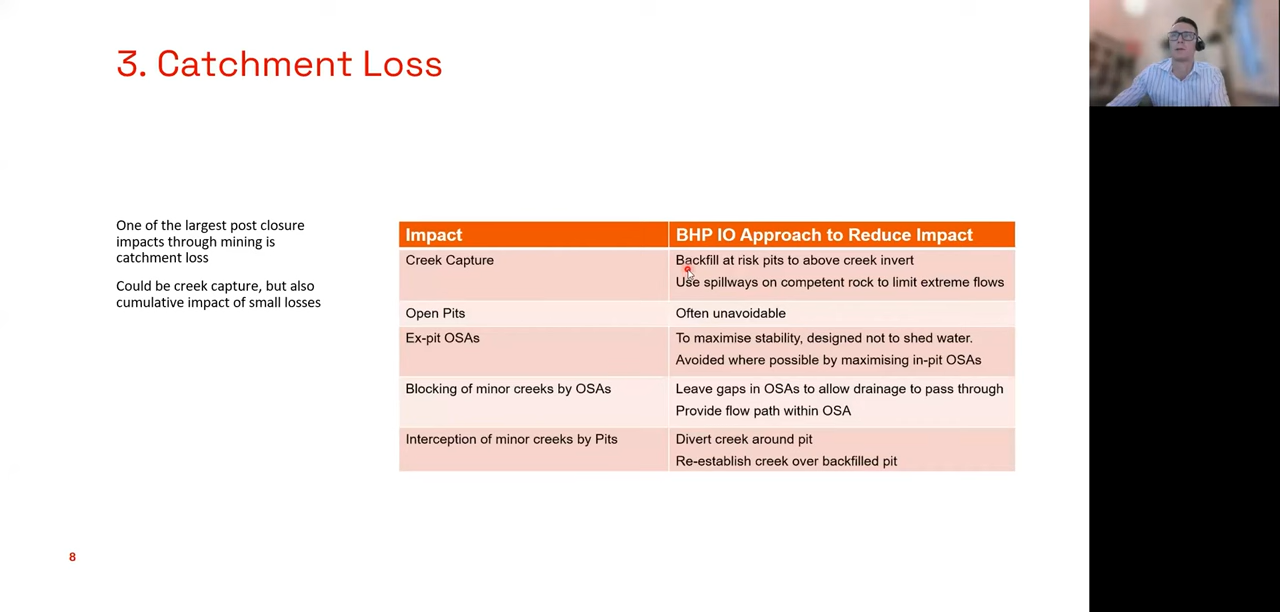 3. Catchment Loss
One of the largest post closure
impacts through mining is
catchment loss
Could be creek capture, but also
cumulative impact of small losses
Impact
BHP IO Approach to Reduce Impact
Creek Capture
Backfill at risk pits to above creek invert
Use spillways on competent rock to limit extreme flows
Open Pits
Often unavoidable
Ex-pit OSAs
To maximise stability, designed not to shed water.
Avoided where possible by maximising in-pit OSAs
Blocking of minor creeks by OSAs
Leave gaps in OSAs to allow drainage to pass through
Provide flow path within OSA
Interception of minor creeks by Pits
Divert creek around pit
Re-establish creek over backfilled pit
8